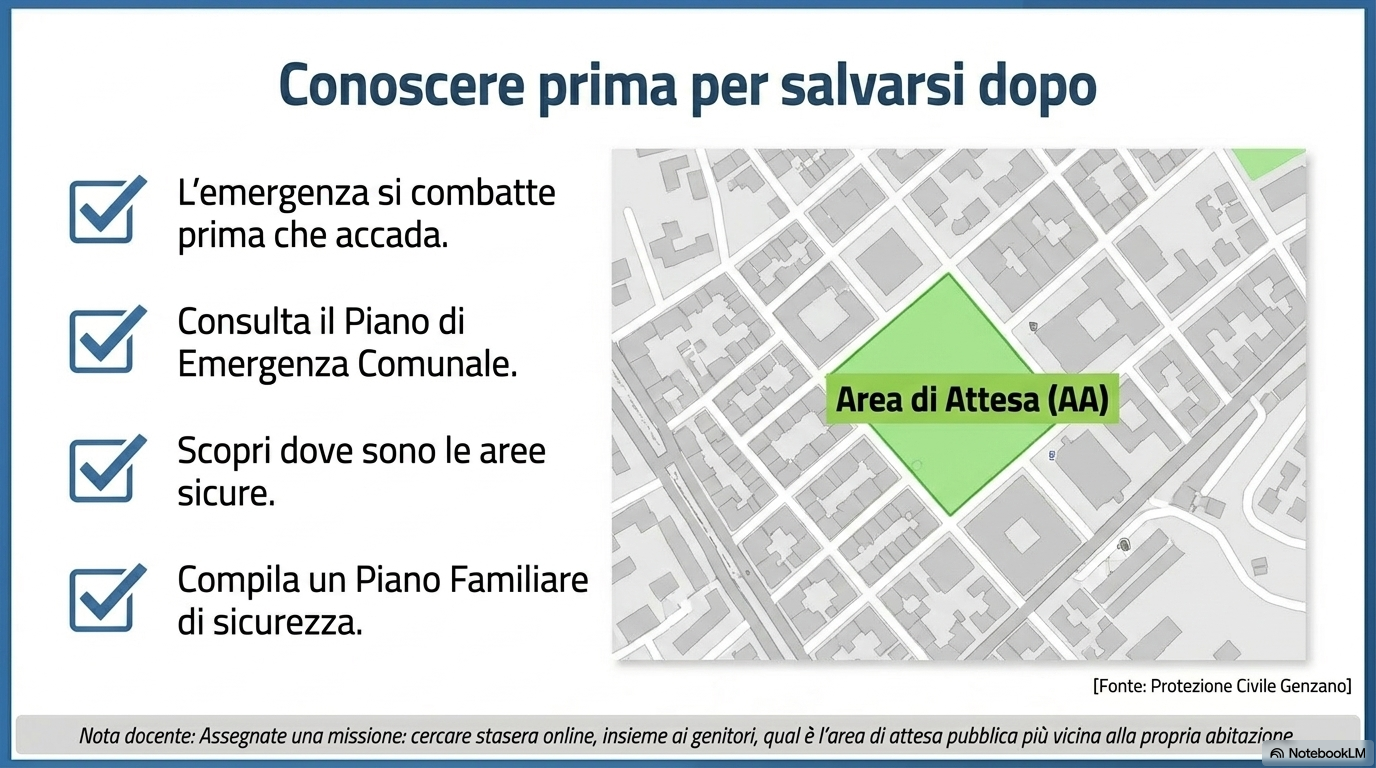 Conoscere prima per salvarsi dopo
L'emergenza si combatte
prima che accada.
Consulta il Piano di
Emergenza Comunale.
Scopri dove sono le aree
sicure.
Compila un Piano Familiare
di sicurezza.
Area di Attesa (AA)
[Fonte: Protezione Civile Genzano]
Nota docente: Assegnate una missione: cercare stasera online, insieme ai genitori, qual è l'area di attesa pubblica più vicina alla propria abitazione.
NotebookLM